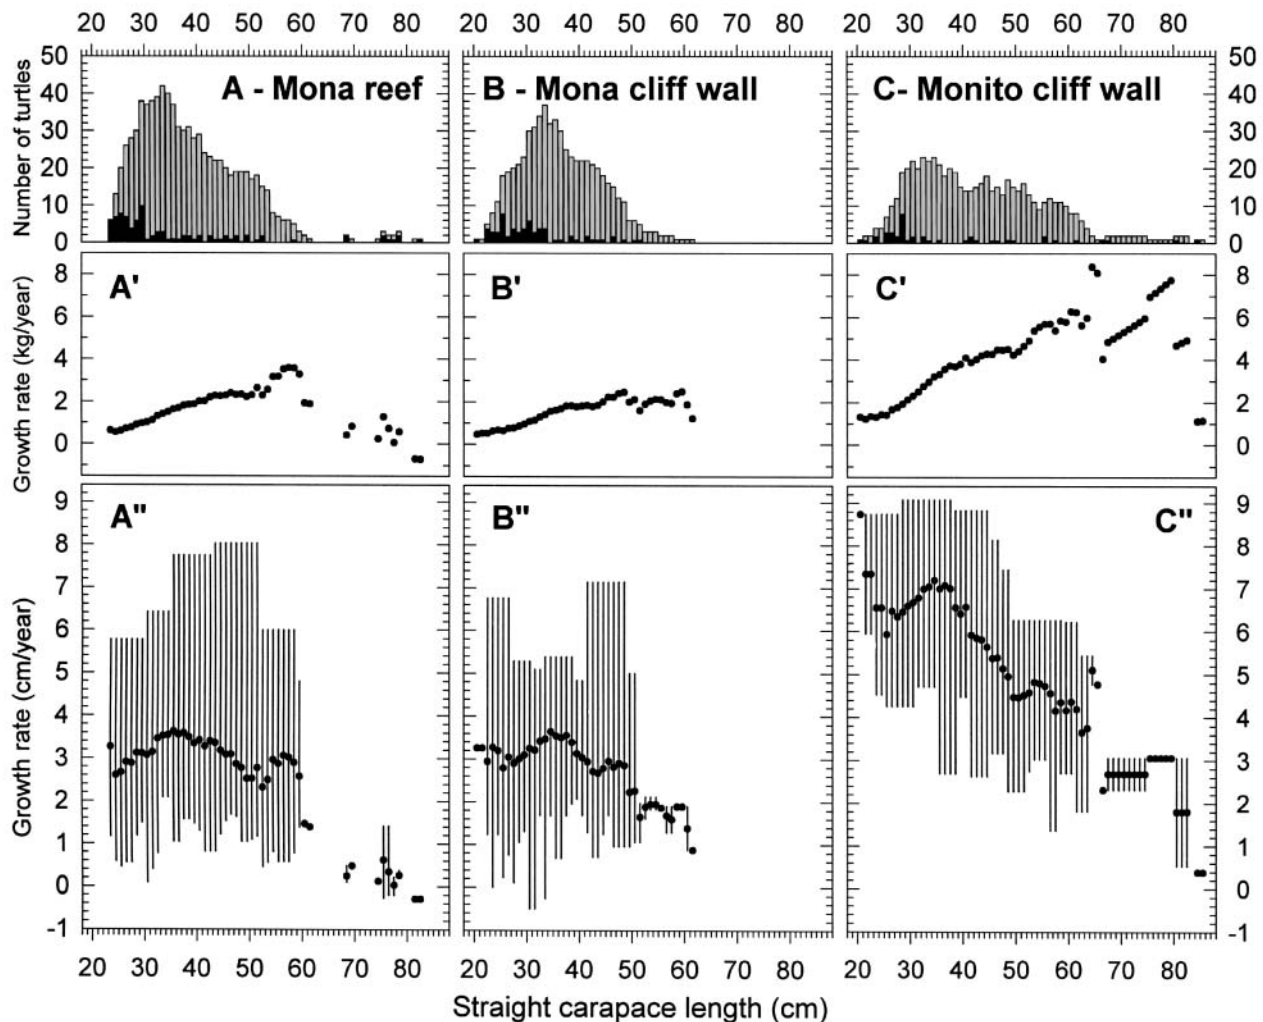 20 30 40 50 60 70 80 20 30 40 50 60 70 80 20 30 40 50 60 70 80
Number of turtles
50
40
30
20
10
0
A - Mona reef
B - Mona cliff wall
C- Monito cliff wall
50
40
30
20
10
0
Growth rate (kg/year)
8
6
4
2
0
A'
B'
C'
8
6
4
2
0
Growth rate (cm/year)
9
8
7
6
5
4
3
2
1
0
-1
A"
B"
C"
9
8
7
6
5
4
3
2
1
0
-1
20 30 40 50 60 70 80 20 30 40 50 60 70 80 20 30 40 50 60 70 80
Straight carapace length (cm)